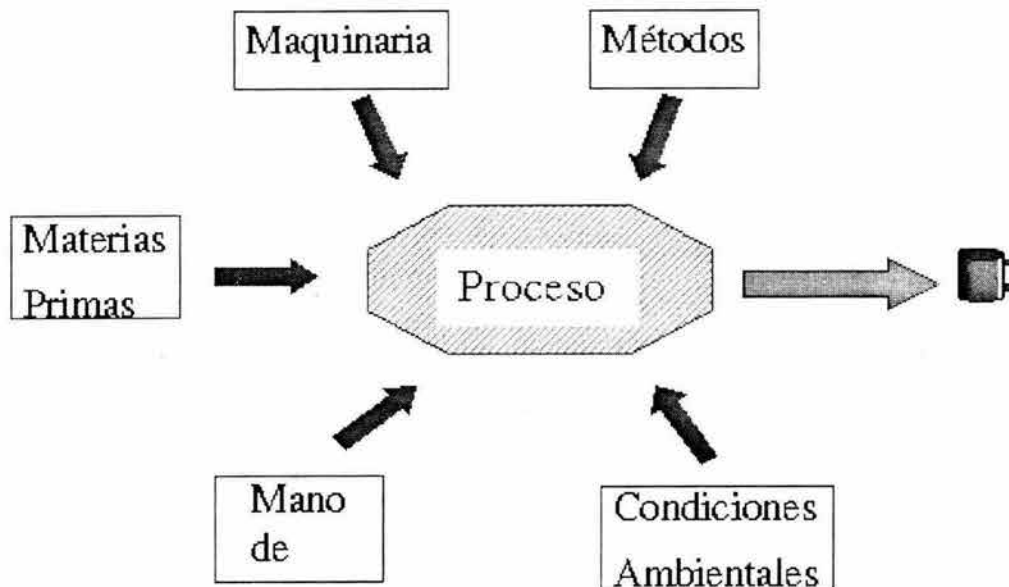 Maquinaria
Métodos
Materias
Primas
Proceso
Mano
de
Condiciones
Ambientales